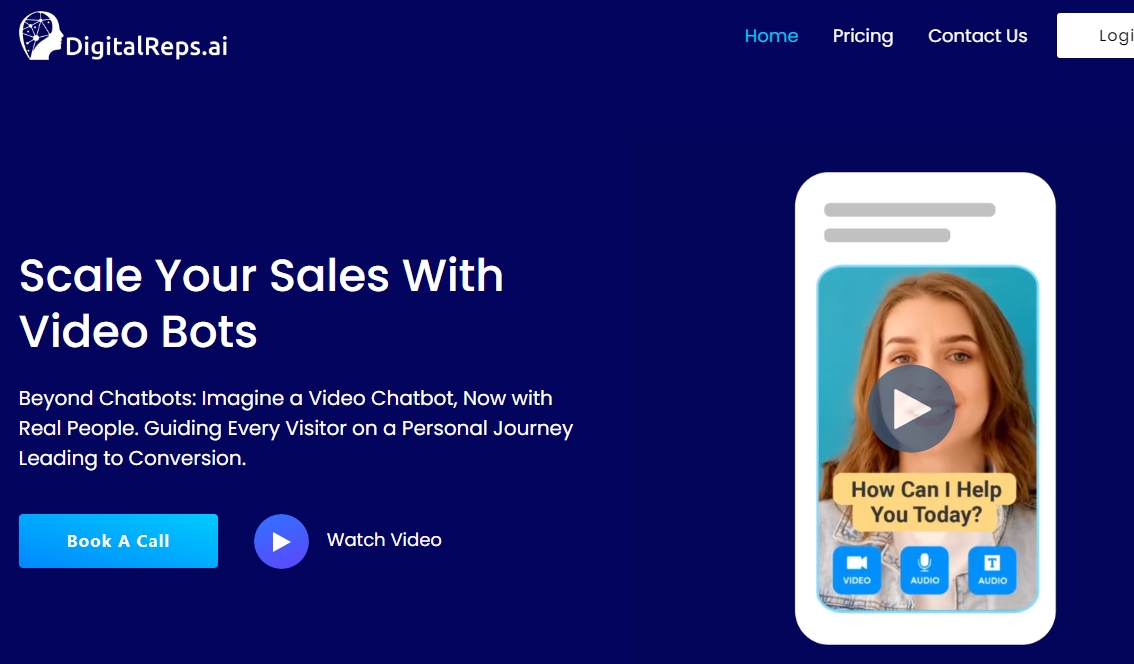 DigitalReps.ai
Home
Pricing
Contact Us
Logi
Scale Your Sales With
Video Bots
Beyond Chatbots: Imagine a Video Chatbot, Now with
Real People. Guiding Every Visitor on a Personal Journey
Leading to Conversion.
Book A Call
Watch Video
How Can I Help
You Today?
VIDEO
AUDIO
T
AUDIO